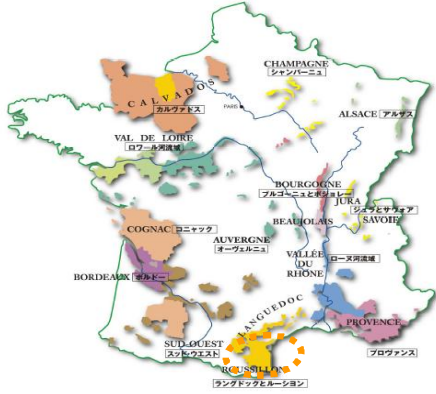 CHAMPAGNE
シャンパーニュ
CALVADOS
カルヴァドス
PARIS
ALSACE アルザス
VAL DE LOIRE
ロワール河流域
BOURGOGNE
ブルゴーニュとボジョレー
BEAUJOLAIS
JURA
ジュラとサヴォア
SAVOIE
COGNAC コニャック
AUVERGNE
オーヴェルニュ
VALLÉE
DU
RHÔNE
ローヌ河流域
BORDEAUX ボルドー
LANGUEDOC
PROVENCE
プロヴァンス
SUD-OUEST
スッド・ウエスト
ROUSSILLON
ラングドックとルーション